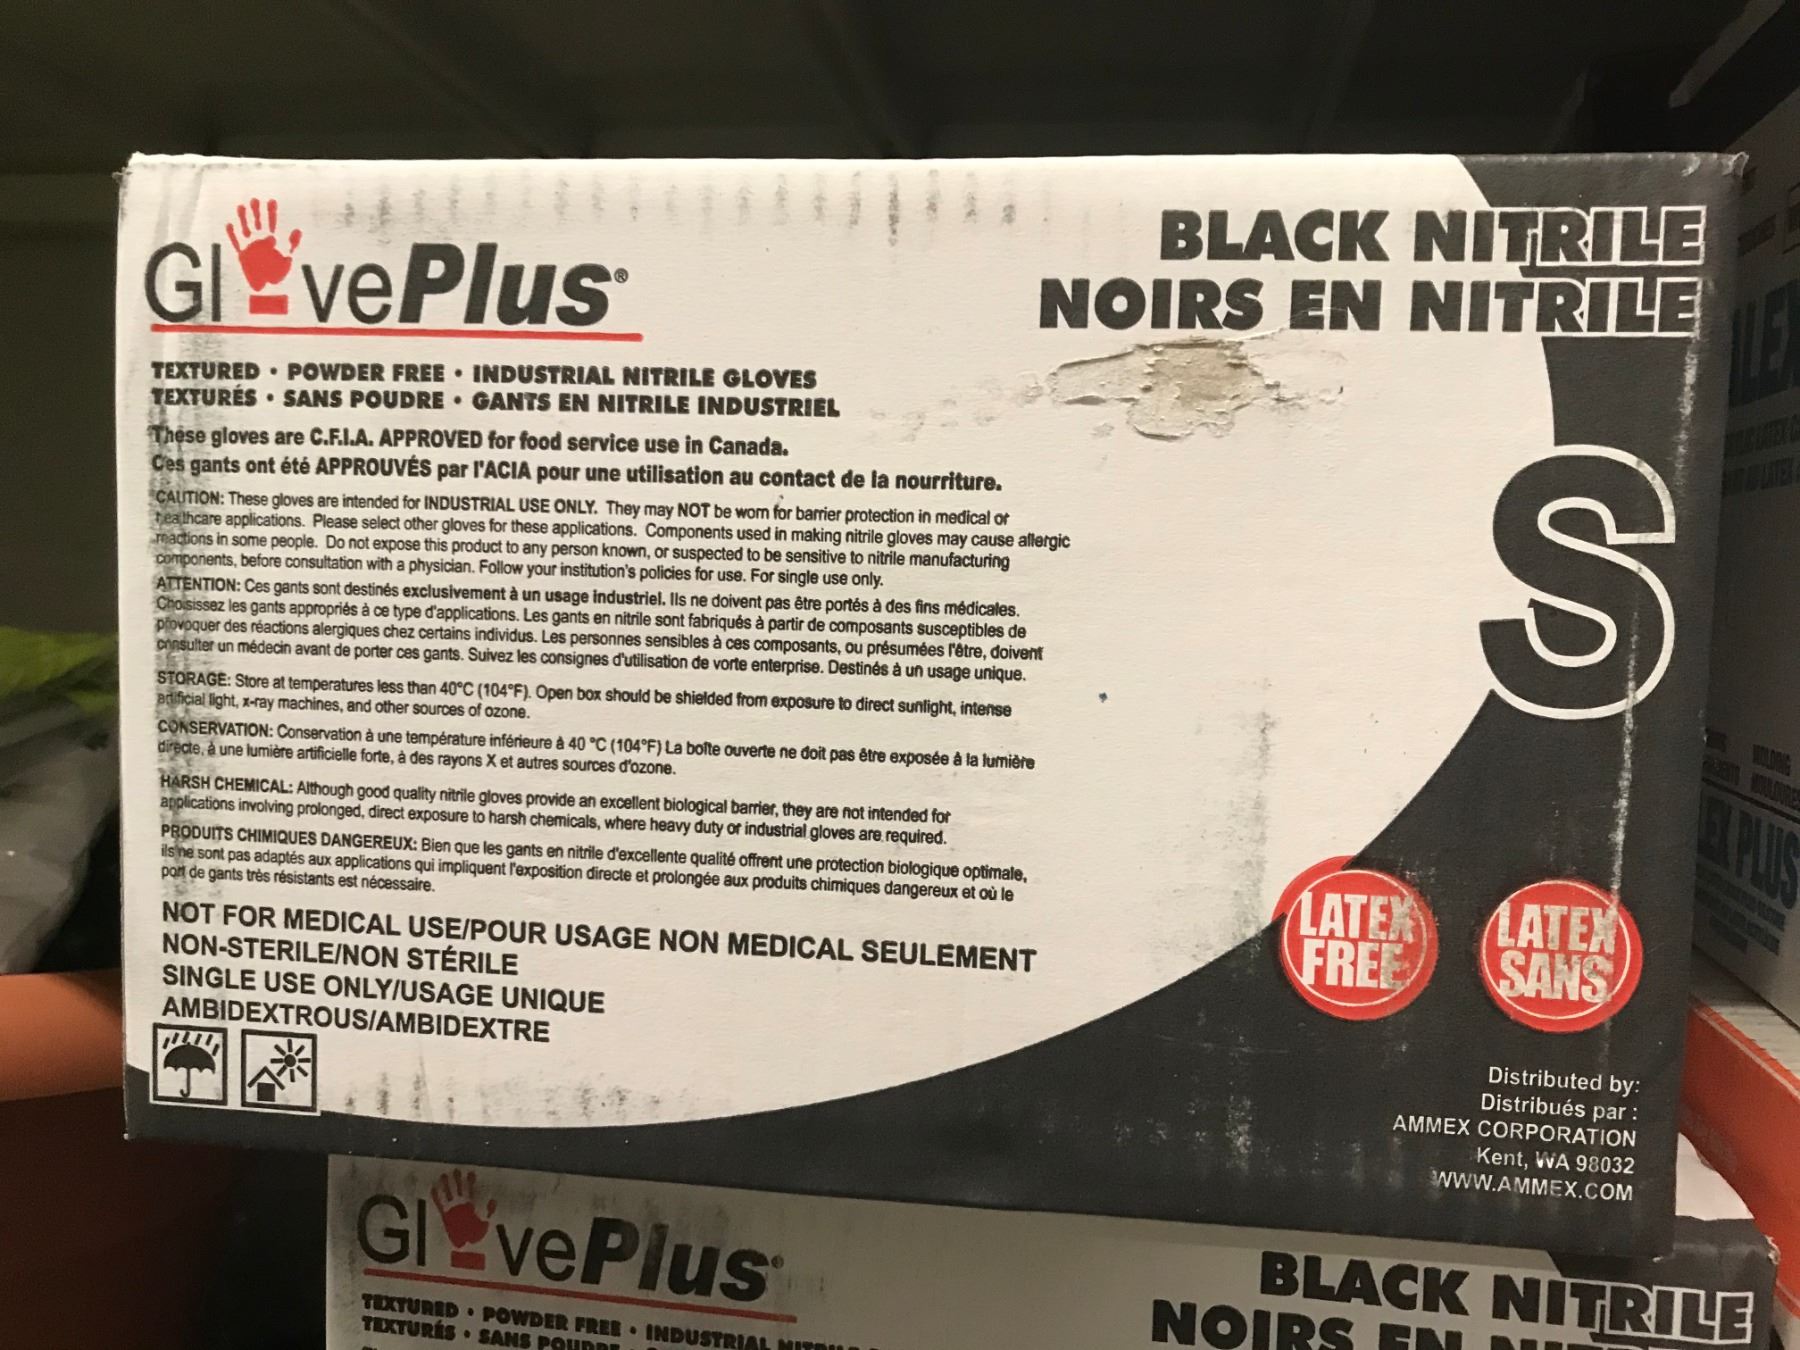 GlovePlus®
BLACK NITRILE
NOIRS EN NITRILE
TEXTURED • POWDER FREE • INDUSTRIAL NITRILE GLOVES
TEXTURÉS • SANS POUDRE • GANTS EN NITRILE INDUSTRIEL
These gloves are C.F.I.A. APPROVED for food service use in Canada.
Ces gants ont été APPROUVÉS par l'ACIA pour une utilisation au contact de la nourriture.
CAUTION: These gloves are intended for INDUSTRIAL USE ONLY. They may NOT be worn for barrier protection in medical or
healthcare applications. Please select other gloves for these applications. Components used in making nitrile gloves may cause allergic
reactions in some people. Do not expose this product to any person known, or suspected to be sensitive to nitrile manufacturing
components, before consultation with a physician. Follow your institution's policies for use. For single use only.
ATTENTION: Ces gants sont destinés exclusivement à un usage industriel. Ils ne doivent pas être portés à des fins médicales.
Choisissez les gants appropriés à ce type d'applications. Les gants en nitrile sont fabriqués à partir de composants susceptibles de
provoquer des réactions alergiques chez certains individus. Les personnes sensibles à ces composants, ou présumées l'être, doivent
consulter un médecin avant de porter ces gants. Suivez les consignes d'utilisation de vorte enterprise. Destinés à un usage unique.
STORAGE: Store at temperatures less than 40°C (104°F). Open box should be shielded from exposure to direct sunlight, intense
artificial light, x-ray machines, and other sources of ozone.
CONSERVATION: Conservation à une température inférieure à 40 °C (104°F) La boîte ouverte ne doit pas être exposée à la lumière
directe, à une lumière artificielle forte, à des rayons X et autres sources d'ozone.
HARSH CHEMICAL: Although good quality nitrile gloves provide an excellent biological barrier, they are not intended for
applications involving prolonged, direct exposure to harsh chemicals, where heavy duty or industrial gloves are required.
PRODUITS CHIMIQUES DANGEREUX: Bien que les gants en nitrile d'excellente qualité offrent une protection biologique optimale,
ils ne sont pas adaptés aux applications qui impliquent l'exposition directe et prolongée aux produits chimiques dangereux et où le
port de gants très résistants est nécessaire.
NOT FOR MEDICAL USE/POUR USAGE NON MEDICAL SEULEMENT
NON-STERILE/NON STÉRILE
SINGLE USE ONLY/USAGE UNIQUE
AMBIDEXTROUS/AMBIDEXTRE
S
LATEX
FREE
LATEX
SANS
Distributed by:
Distribués par :
AMMEX CORPORATION
Kent, WA 98032
WWW.AMMEX.COM
GlovePlus®
BLACK NITRILE
NOIRS EN
TEXTURED • POWDER FREE • INDUSTRIAL
TEXTURÉS • SANS
PLUS